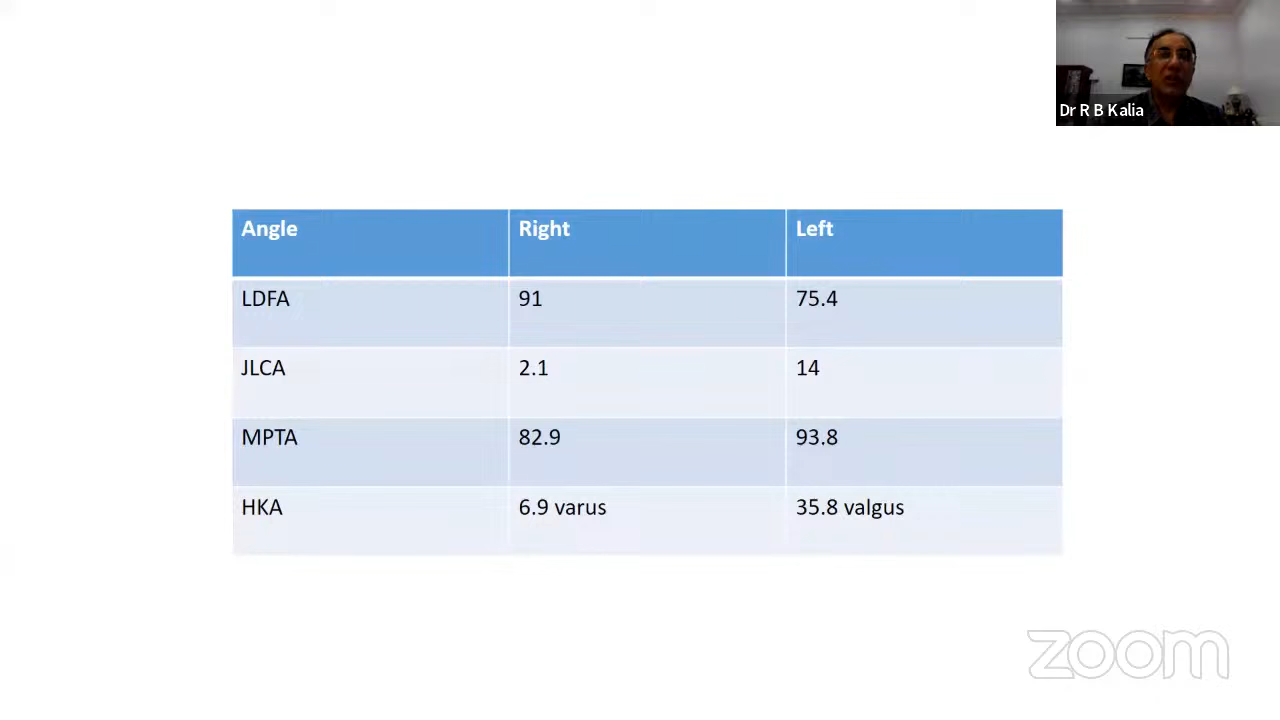 Dr R B Kalia
Angle Right Left
LDFA 91 75.4
JLCA 2.1 14
MPTA 82.9 93.8
HKA 6.9 varus 35.8 valgus
zoom